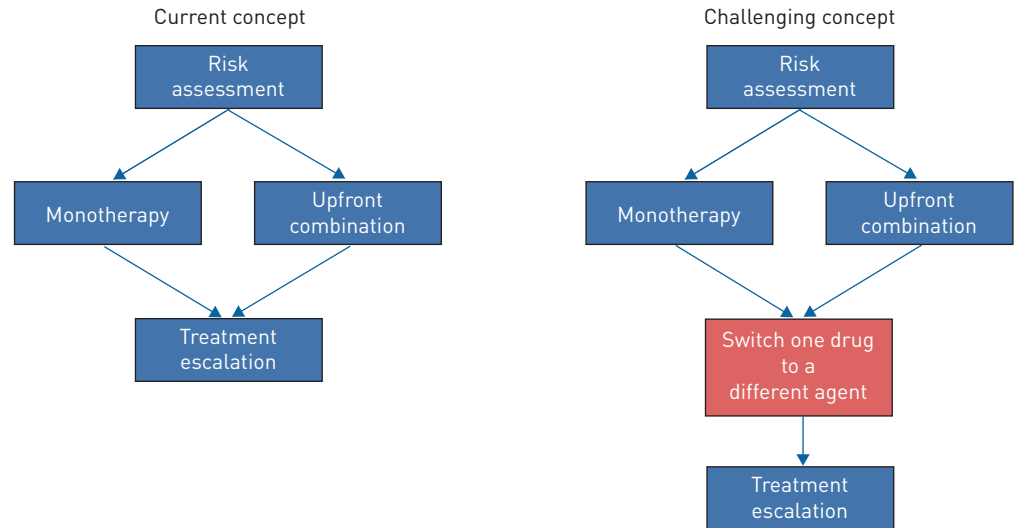 Current concept
Risk
assessment
Monotherapy
Upfront
combination
Treatment
escalation
Challenging concept
Risk
assessment
Monotherapy
Upfront
combination
Switch one drug
to a
different agent
Treatment
escalation